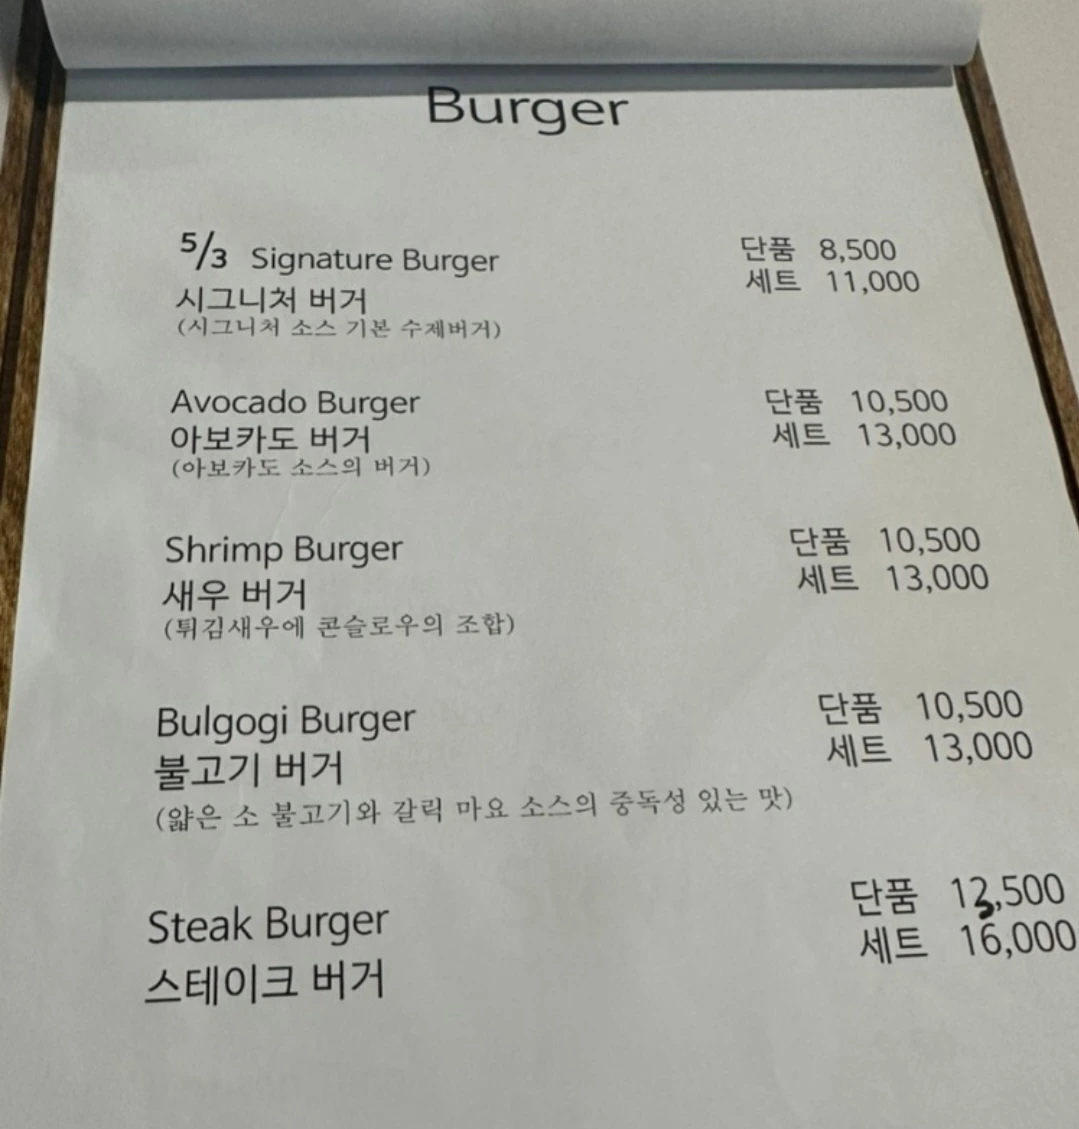 Burger
5/3 Signature Burger
단품 8,500
시그니처 버거
세트 11,000
(시그니처 소스 기본 수제버거)
Avocado Burger
단품 10,500
아보카도 버거
세트 13,000
(아보카도 소스의 버거)
Shrimp Burger
단품 10,500
새우 버거
세트 13,000
(튀김새우에 콘슬로우의 조합)
Bulgogi Burger
단품 10,500
불고기 버거
세트 13,000
(얇은 소 불고기와 갈릭 마요 소스의 중독성 있는 맛)
Steak Burger
단품 13,500
스테이크 버거
세트 16,000